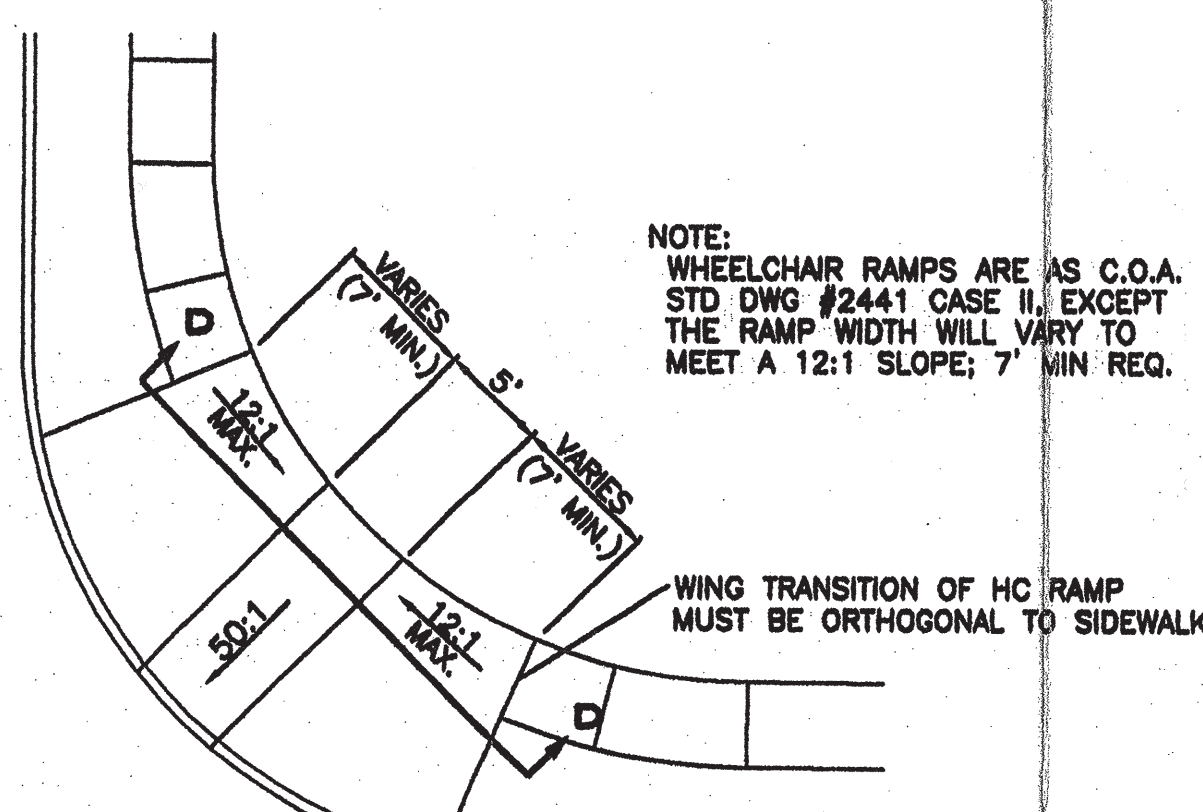 VARIES
(7' MIN.)
5'
VARIES
(7' MIN.)
NOTE:
WHEELCHAIR RAMPS ARE AS C.O.A.
STD DWG #2441 CASE II, EXCEPT
THE RAMP WIDTH WILL VARY TO
MEET A 12:1 SLOPE; 7' MIN REQ.
D
12:1
MAX.
50:1
12:1
MAX.
WING TRANSITION OF HC RAMP
MUST BE ORTHOGONAL TO SIDEWALK
D